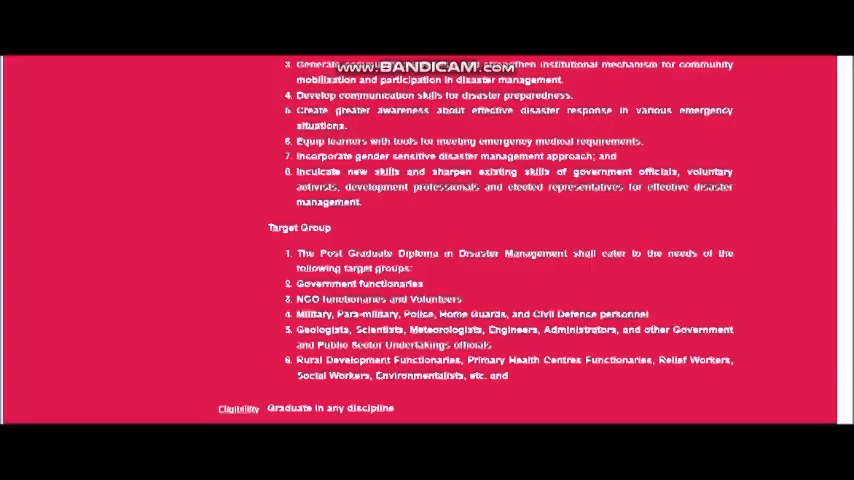 www.BANDICAM.com
3. Generate strengthen institutional mechanism for community
mobilisation and participation in disaster management.
4. Develop communication skills for disaster preparedness.
5. Create greater awareness about effective disaster response in various emergency
situations.
6. Equip learners with tools for meeting emergency medical requirements.
7. Incorporate gender sensitive disaster management approach; and
8. Inculcate new skills and sharpen existing skills of government officials, voluntary
activists, development professionals and elected representatives for effective disaster
management.
Target Group
1. The Post Graduate Diploma in Disaster Management shall cater to the needs of the
following target groups:
2. Government functionaries
3. NGO functionaries and Volunteers
4. Military, Para-military, Police, Home Guards, and Civil Defence personnel
5. Geologists, Scientists, Meteorologists, Engineers, Administrators, and other Government
and Public Sector Undertakings officials
6. Rural Development Functionaries, Primary Health Centres Functionaries, Relief Workers,
Social Workers, Environmentalists, etc. and
Eligibility Graduate in any discipline